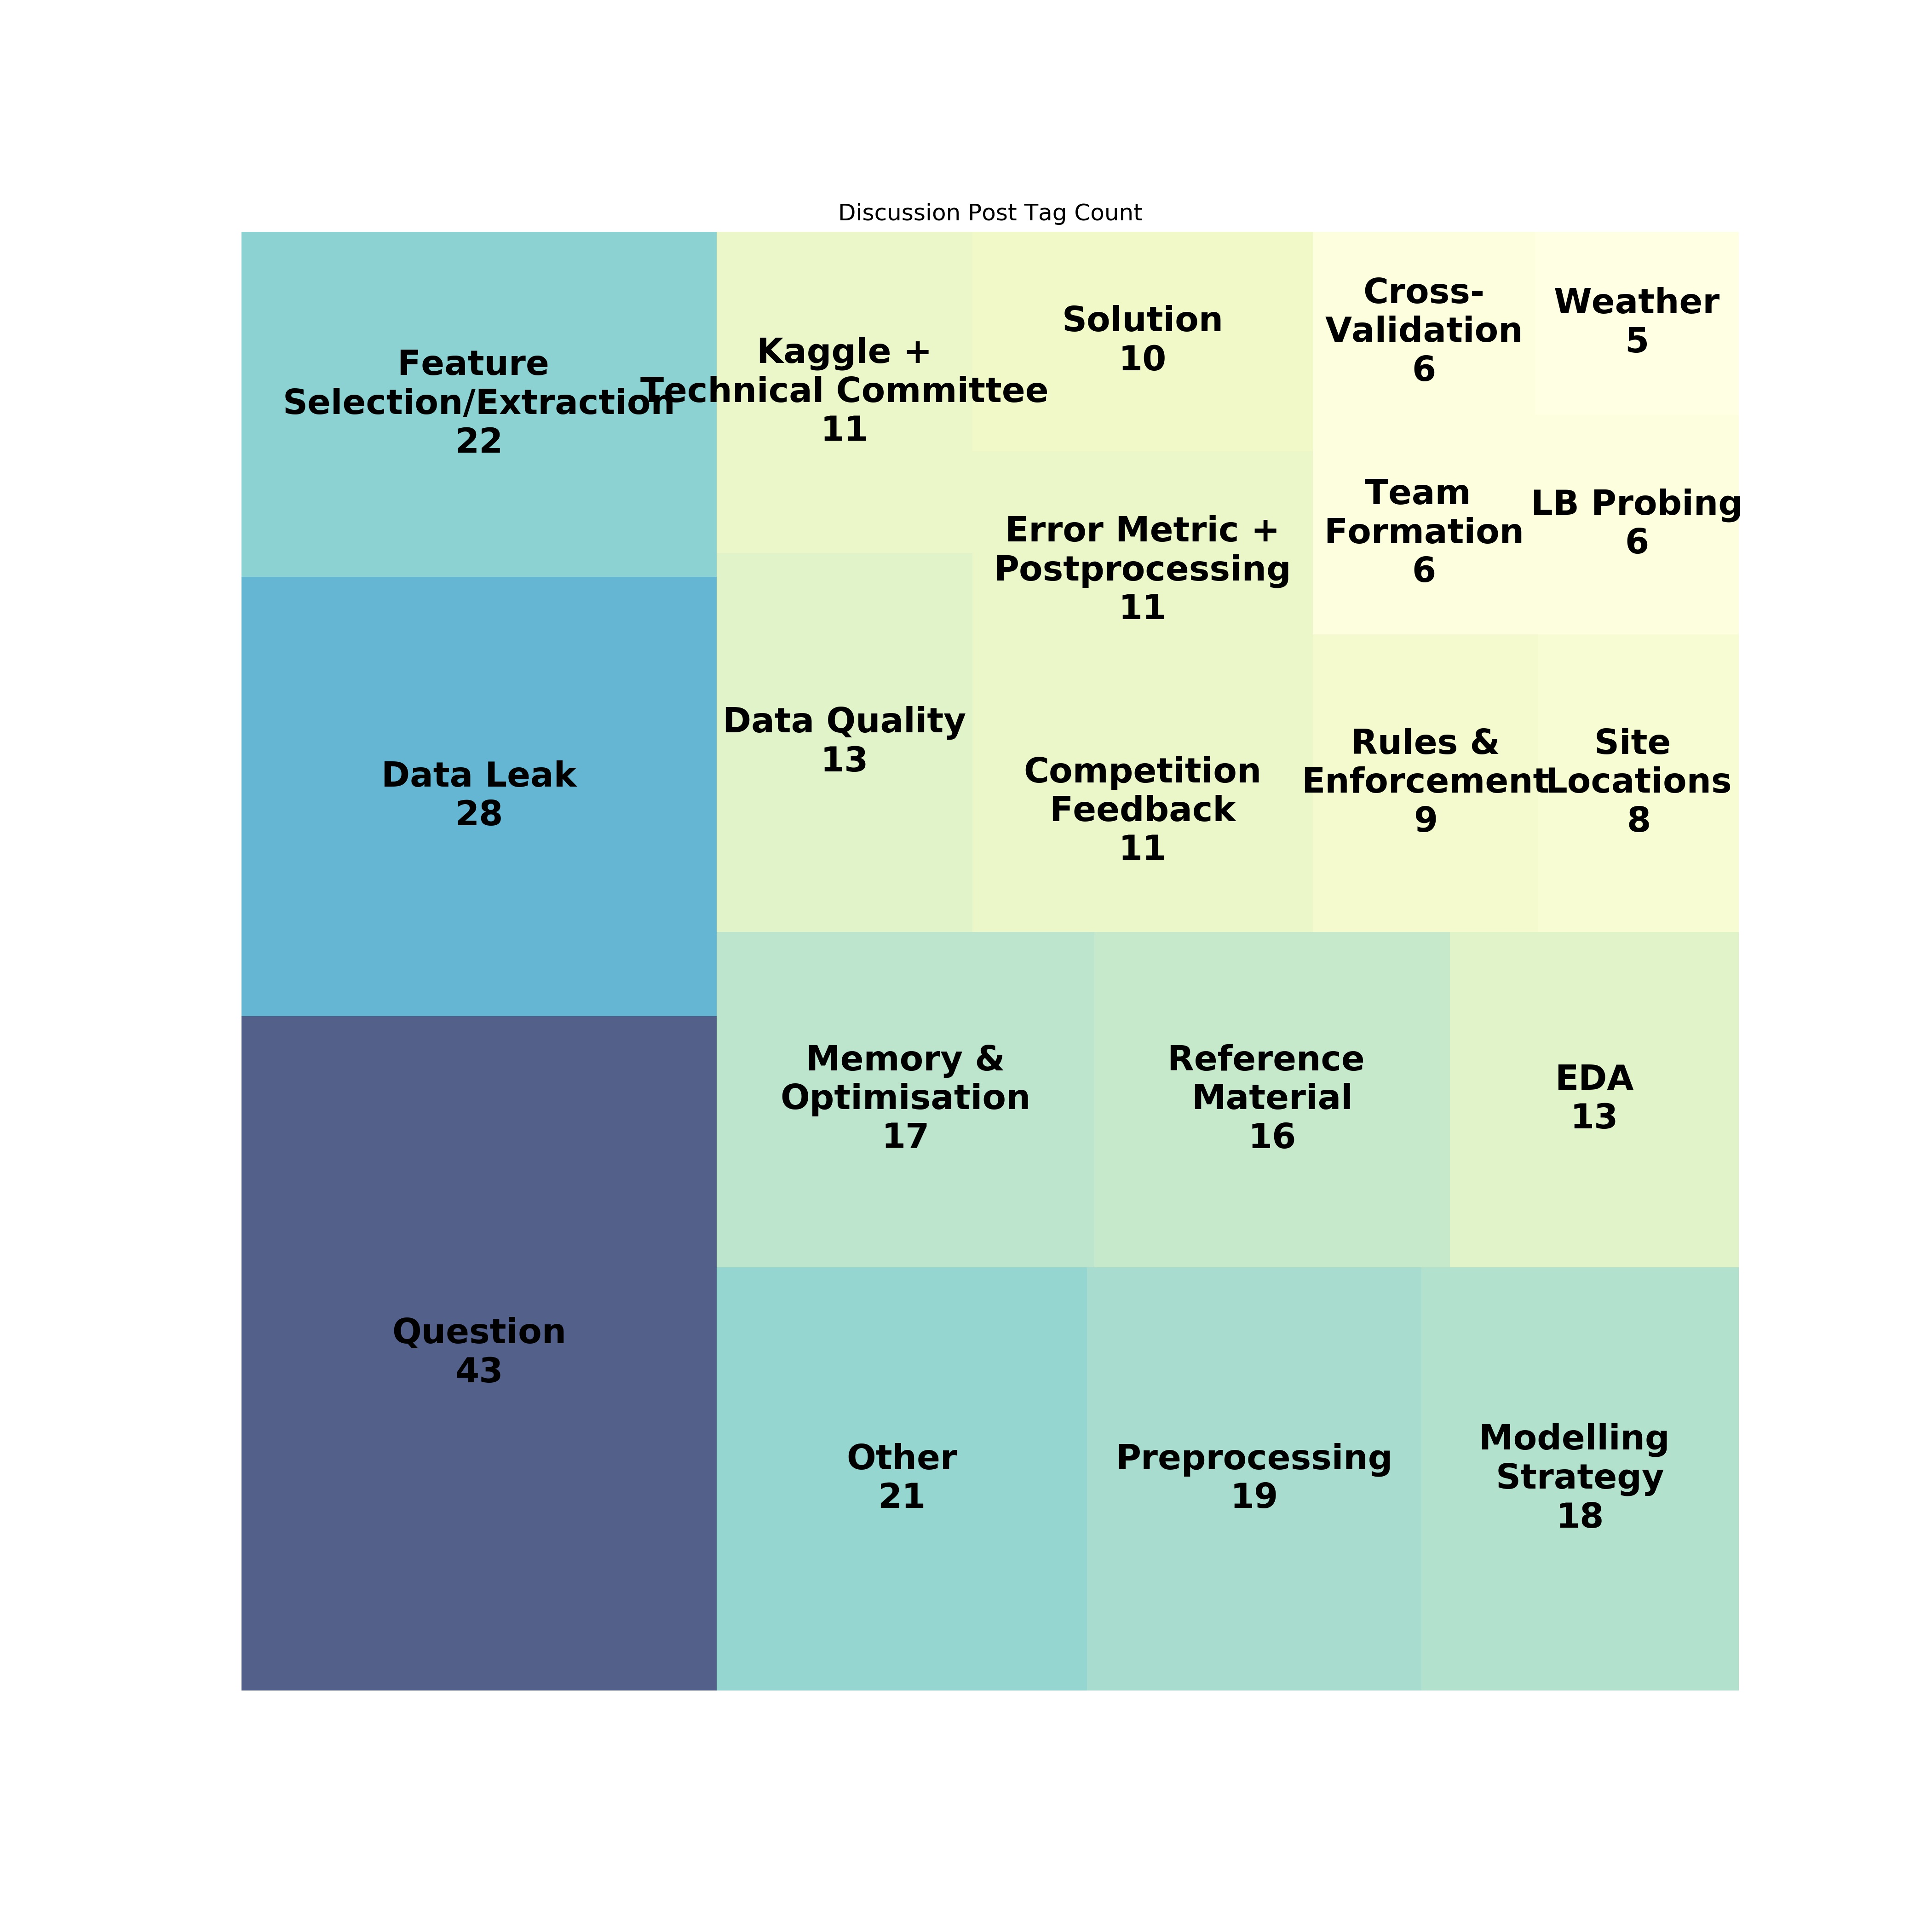 Discussion Post Tag Count
Feature
Selection/Extraction
22
Kaggle +
Technical Committee
11
Solution
10
Cross-
Validation
6
Weather
5
Error Metric +
Postprocessing
11
Team
Formation
6
LB Probing
6
Data Leak
28
Data Quality
13
Competition
Feedback
11
Rules &
Enforcement
9
Site
Locations
8
Memory &
Optimisation
17
Reference
Material
16
EDA
13
Question
43
Other
21
Preprocessing
19
Modelling
Strategy
18